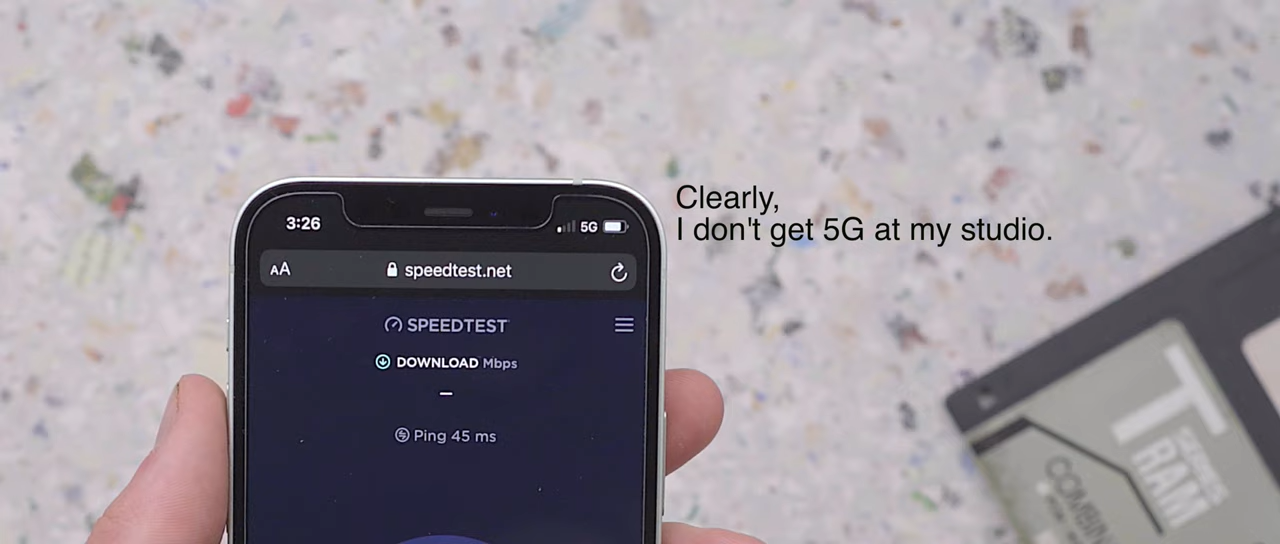 Clearly,
I don't get 5G at my studio.
3:26
5G
AA
speedtest.net
SPEEDTEST
DOWNLOAD Mbps
Ping 45 ms
T
SERIES
RAM